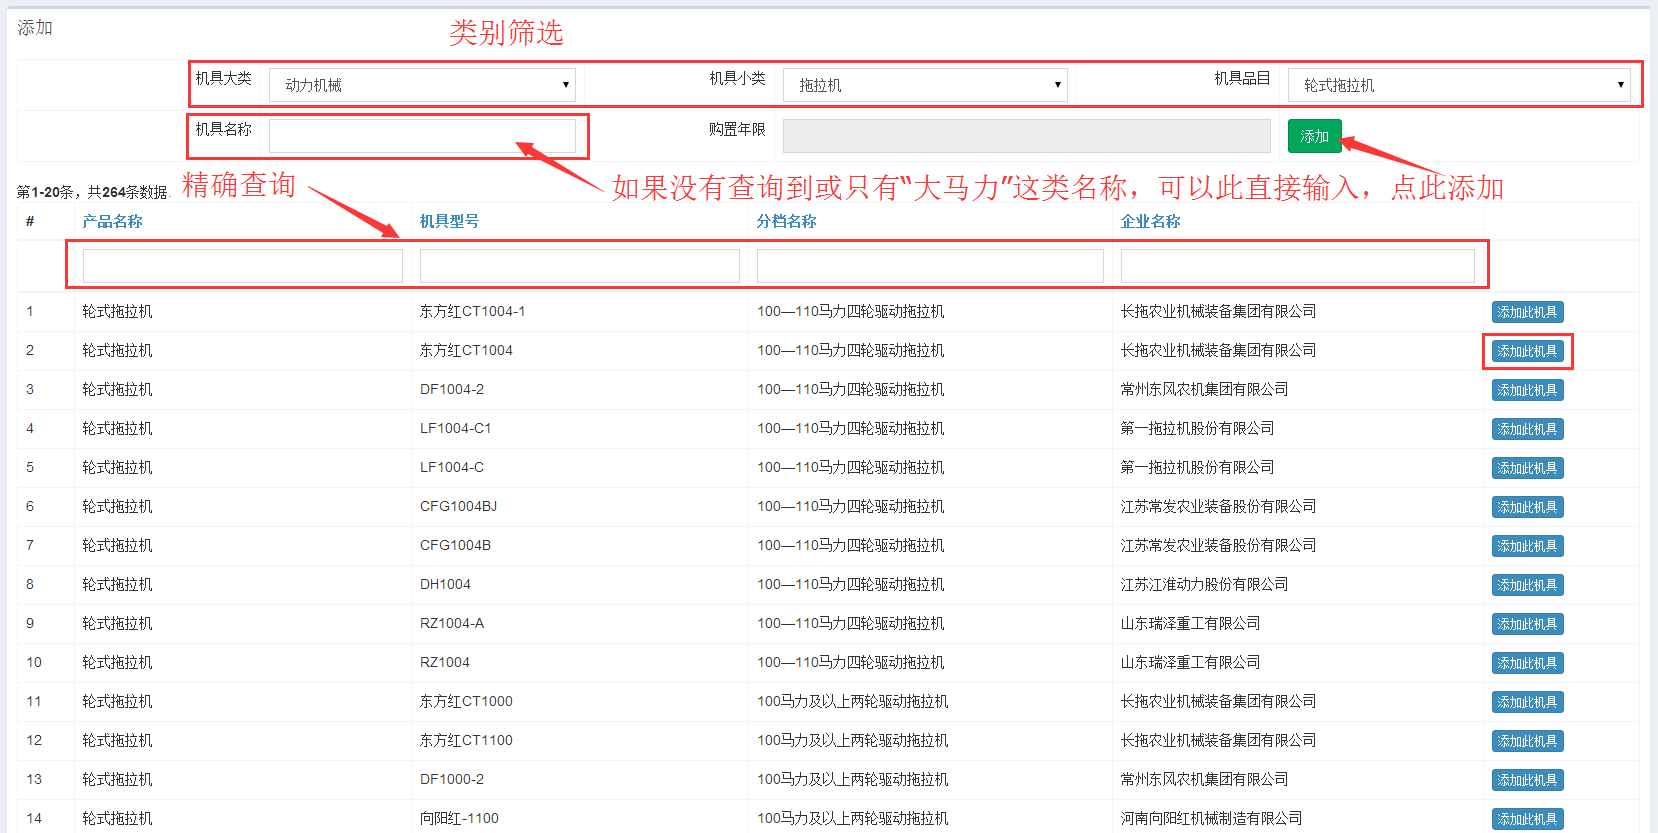 添加
类别筛选
机具大类 动力机械 机具小类 拖拉机 机具品目 轮式拖拉机
机具名称 购置年限 添加
精确查询 如果没有查询到或只有“大马力”这类名称，可以此直接输入，点此添加
第1-20条，共264条数据.
# 产品名称 机具型号 分档名称 企业名称
1 轮式拖拉机 东方红CT1004-1 100—110马力四轮驱动拖拉机 长拖农业机械装备集团有限公司 添加此机具
2 轮式拖拉机 东方红CT1004 100—110马力四轮驱动拖拉机 长拖农业机械装备集团有限公司 添加此机具
3 轮式拖拉机 DF1004-2 100—110马力四轮驱动拖拉机 常州东风农机集团有限公司 添加此机具
4 轮式拖拉机 LF1004-C1 100—110马力四轮驱动拖拉机 第一拖拉机股份有限公司 添加此机具
5 轮式拖拉机 LF1004-C 100—110马力四轮驱动拖拉机 第一拖拉机股份有限公司 添加此机具
6 轮式拖拉机 CFG1004BJ 100—110马力四轮驱动拖拉机 江苏常发农业装备股份有限公司 添加此机具
7 轮式拖拉机 CFG1004B 100—110马力四轮驱动拖拉机 江苏常发农业装备股份有限公司 添加此机具
8 轮式拖拉机 DH1004 100—110马力四轮驱动拖拉机 江苏江淮动力股份有限公司 添加此机具
9 轮式拖拉机 RZ1004-A 100—110马力四轮驱动拖拉机 山东瑞泽重工有限公司 添加此机具
10 轮式拖拉机 RZ1004 100—110马力四轮驱动拖拉机 山东瑞泽重工有限公司 添加此机具
11 轮式拖拉机 东方红CT1000 100马力及以上两轮驱动拖拉机 长拖农业机械装备集团有限公司 添加此机具
12 轮式拖拉机 东方红CT1100 100马力及以上两轮驱动拖拉机 长拖农业机械装备集团有限公司 添加此机具
13 轮式拖拉机 DF1000-2 100马力及以上两轮驱动拖拉机 常州东风农机集团有限公司 添加此机具
14 轮式拖拉机 向阳红-1100 100马力及以上两轮驱动拖拉机 河南向阳红机械制造有限公司 添加此机具